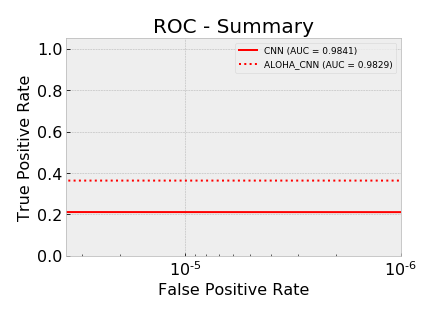 ROC - Summary
CNN (AUC = 0.9841)
ALOHA_CNN (AUC = 0.9829)
True Positive Rate
1.0
0.8
0.6
0.4
0.2
0.0
10^-5
10^-6
False Positive Rate